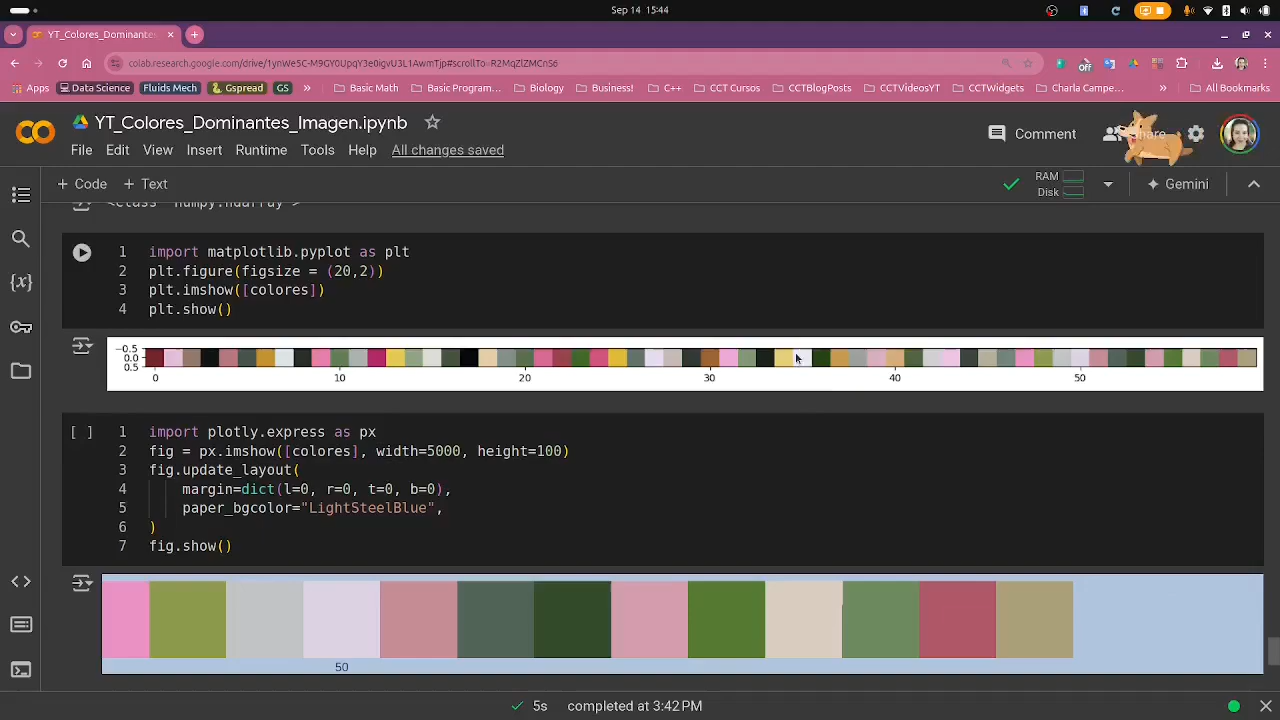 Sep 14 15:44
YT_Colores_Dominantes
colab.research.google.com/drive/1ynWe5C-M9GY0UpqY3e0igvU3L1AwmTjp#scrollTo=R2MqZlZMCnS6
Apps Data Science Fluids Mech Gspread GS » Basic Math Basic Program... Biology Business! C++ CCT Cursos CCTBlogPosts CCTVideosYT CCTWidgets Charla Campe... » All Bookmarks
YT_Colores_Dominantes_Imagen.ipynb
Comment Share
File Edit View Insert Runtime Tools Help All changes saved
+ Code + Text
RAM
Disk
Gemini
<class 'numpy.ndarray'>
1 import matplotlib.pyplot as plt
2 plt.figure(figsize = (20,2))
3 plt.imshow([colores])
4 plt.show()
−0.5
0.0
0.5
0 10 20 30 40 50
[ ] 1 import plotly.express as px
2 fig = px.imshow([colores], width=5000, height=100)
3 fig.update_layout(
4 margin=dict(l=0, r=0, t=0, b=0),
5 paper_bgcolor="LightSteelBlue",
6 )
7 fig.show()
50
5s completed at 3:42 PM